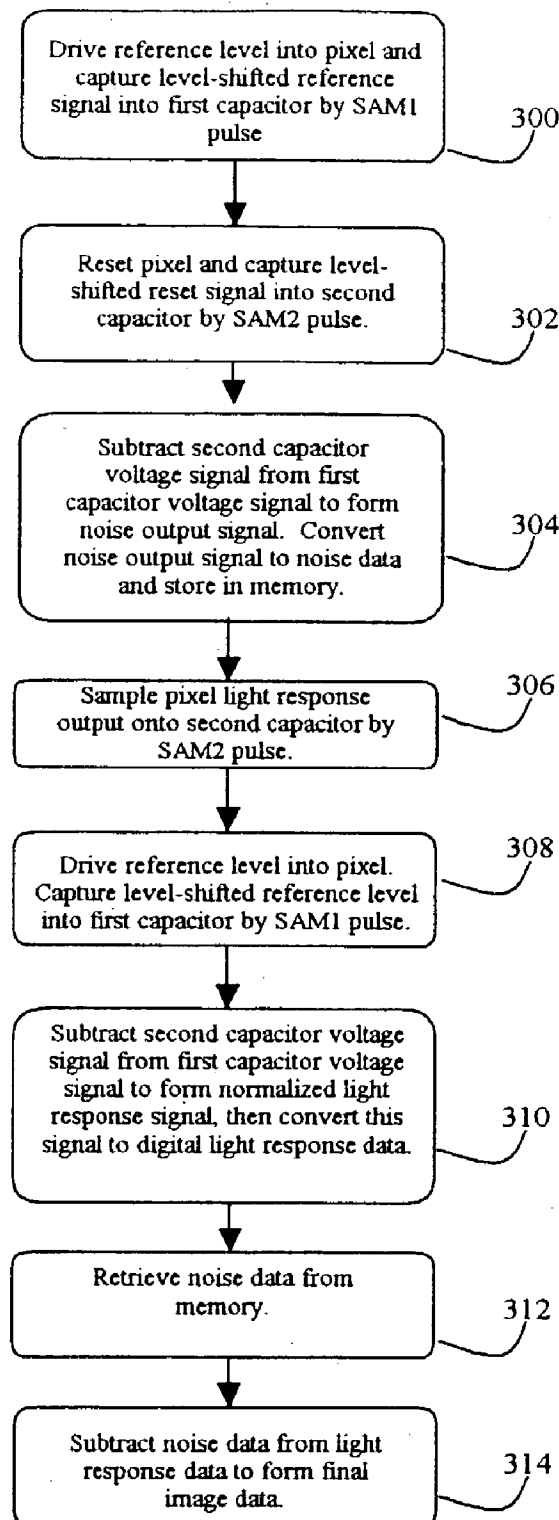 Drive reference level into pixel and
capture level-shifted reference
signal into first capacitor by SAM1
pulse
300
Reset pixel and capture level-
shifted reset signal into second
capacitor by SAM2 pulse.
302
Subtract second capacitor
voltage signal from first
capacitor voltage signal to form
noise output signal. Convert
noise output signal to noise data
and store in memory.
304
Sample pixel light response
output onto second capacitor by
SAM2 pulse.
306
Drive reference level into pixel.
Capture level-shifted reference level
into first capacitor by SAM1 pulse.
308
Subtract second capacitor voltage
signal from first capacitor voltage
signal to form normalized light
response signal, then convert this
signal to digital light response data.
310
Retrieve noise data from
memory.
312
Subtract noise data from light
response data to form final
image data.
314